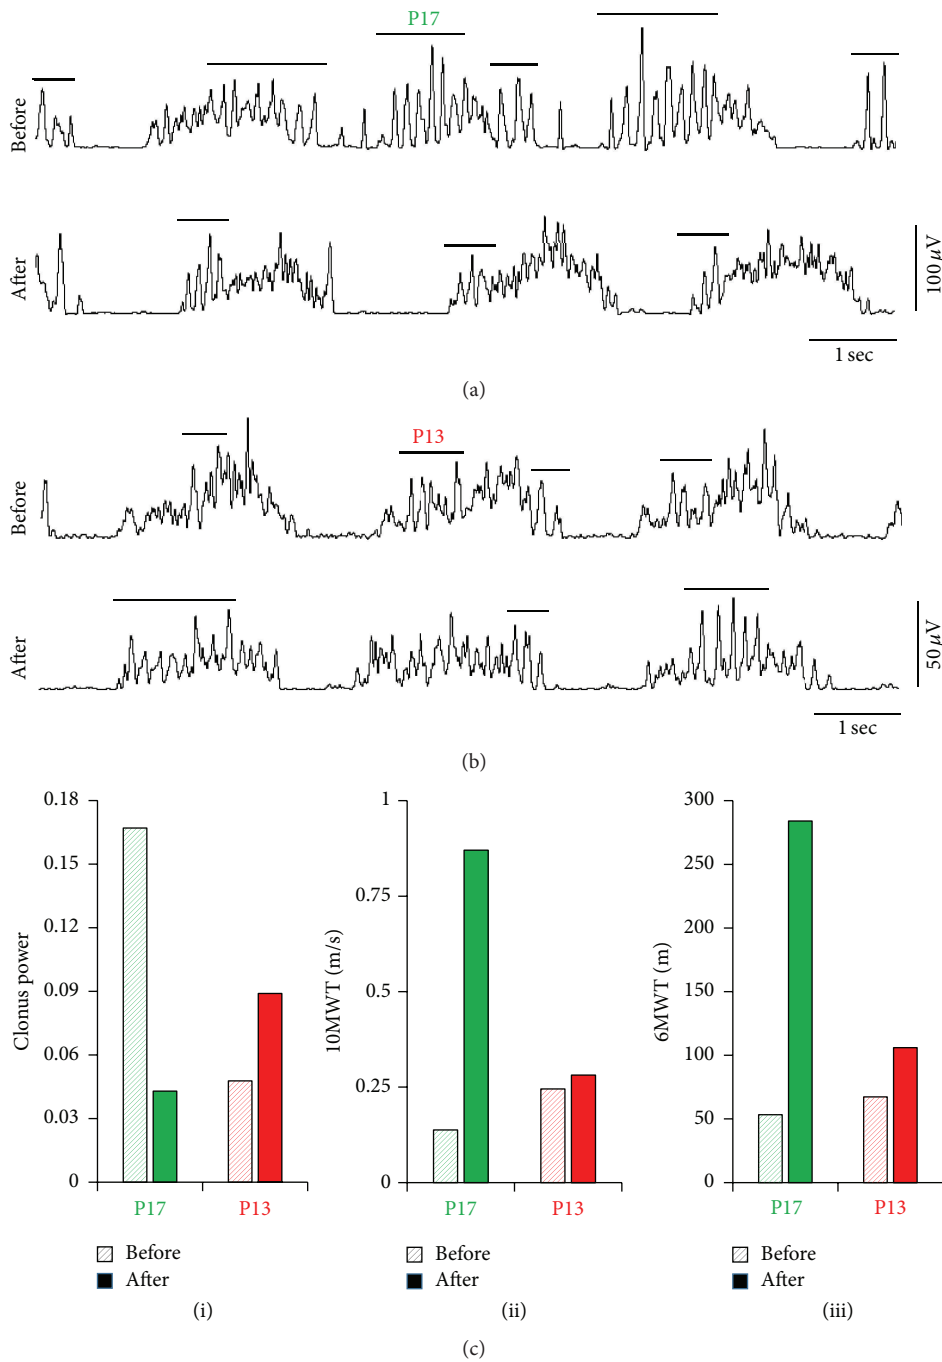 (a)
P17
Before
After
100 μV
1 sec
(a)
P13
Before
After
50 μV
1 sec
(b)
0.18
0.15
0.12
0.09
0.06
0.03
0
Clonus power
P17 P13
Before
After
(i)
1
0.75
0.5
0.25
0
10MWT (m/s)
P17 P13
Before
After
(ii)
300
250
200
150
100
50
0
6MWT (m)
P17 P13
Before
After
(iii)
(c)